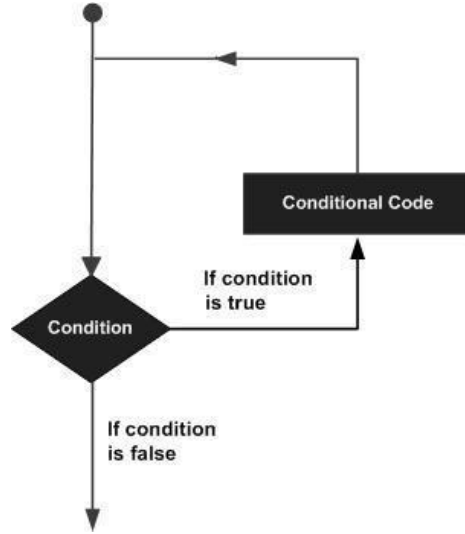 Conditional Code
If condition
is true
Condition
If condition
is false